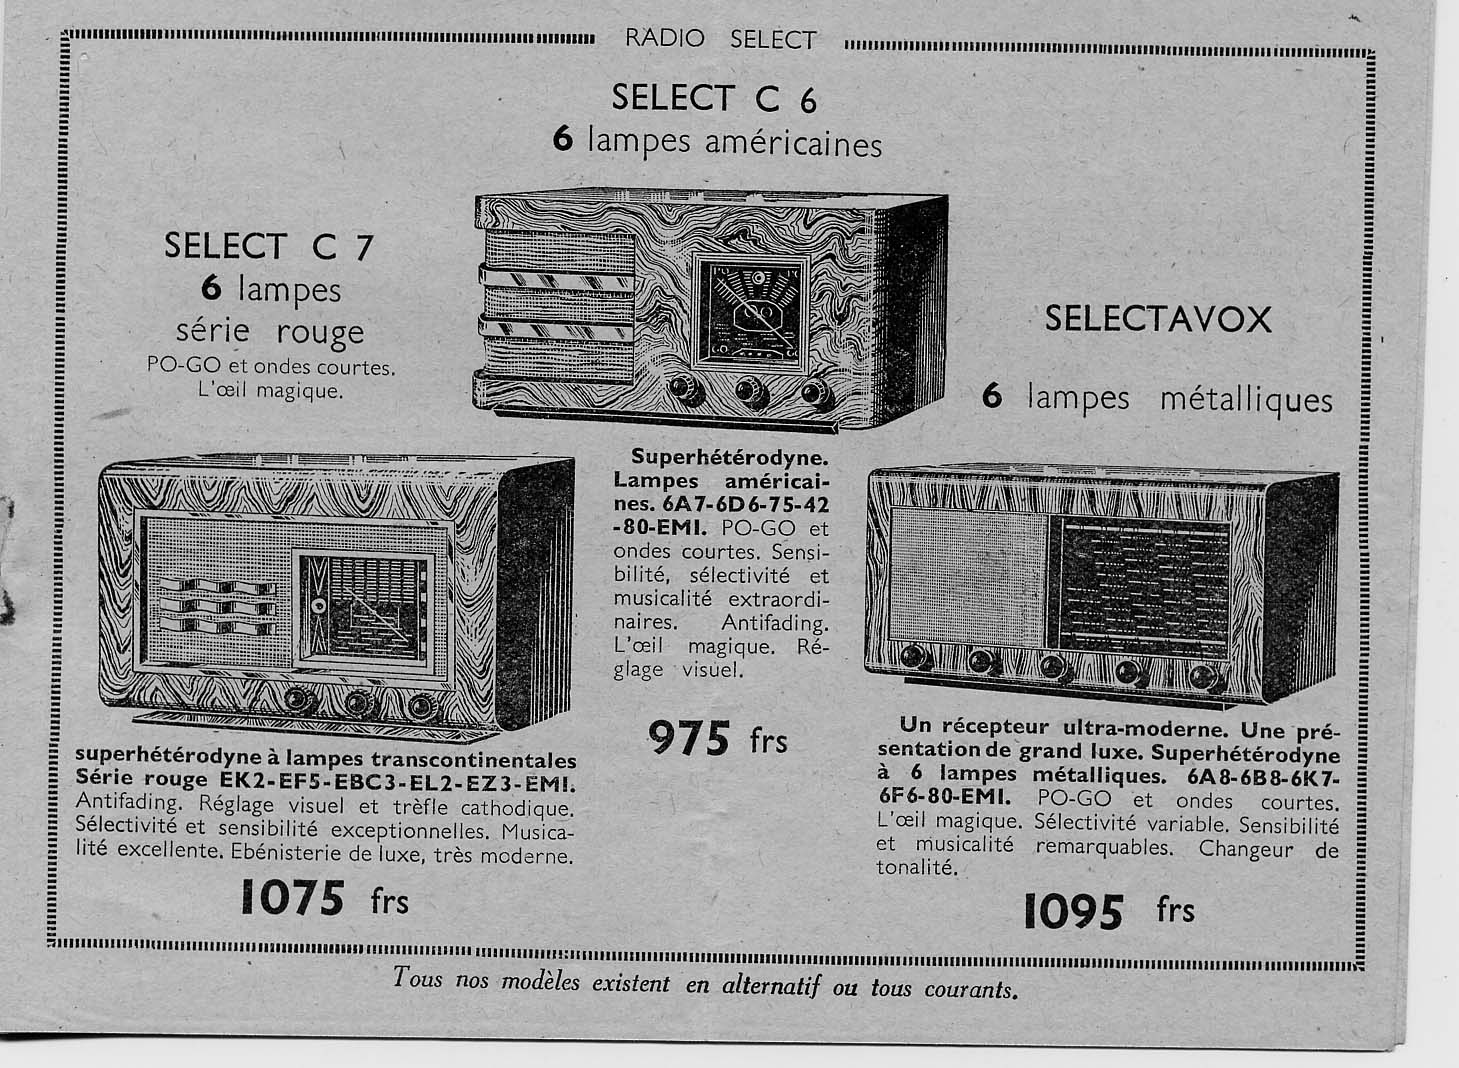 RADIO SELECT
SELECT C 6
6 lampes américaines
SELECT C 7
6 lampes
série rouge
PO-GO et ondes courtes.
L'œil magique.
superhétérodyne à lampes transcontinentales
Série rouge EK2-EF5-EBC3-EL2-EZ3-EMI.
Antifading. Réglage visuel et trèfle cathodique.
Sélectivité et sensibilité exceptionnelles. Musica-
lité excellente. Ebénisterie de luxe, très moderne.
1075 frs
Superhétérodyne.
Lampes américai-
nes. 6A7-6D6-75-42
-80-EMI. PO-GO et
ondes courtes. Sensi-
bilité, sélectivité et
musicalité extraordi-
naires. Antifading.
L'œil magique. Ré-
glage visuel.
975 frs
SELECTAVOX
6 lampes métalliques
Un récepteur ultra-moderne. Une pré-
sentation de grand luxe. Superhétérodyne
à 6 lampes métalliques. 6A8-6B8-6K7-
6F6-80-EMI. PO-GO et ondes courtes.
L'œil magique. Sélectivité variable. Sensibilité
et musicalité remarquables. Changeur de
tonalité.
1095 frs
Tous nos modèles existent en alternatif ou tous courants.